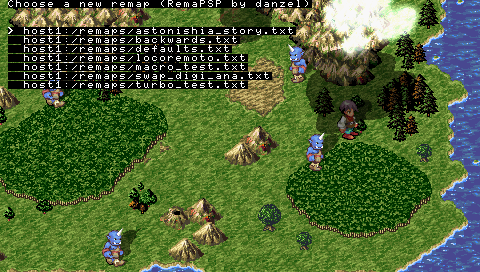 Choose a new remap (RemaPSP by danzel)
> host1:/remaps/astonishia_story.txt
host1:/remaps/backwards.txt
host1:/remaps/defaults.txt
host1:/remaps/locoremoto.txt
host1:/remaps/macro_test.txt
host1:/remaps/swap_digi_ana.txt
host1:/remaps/turbo_test.txt